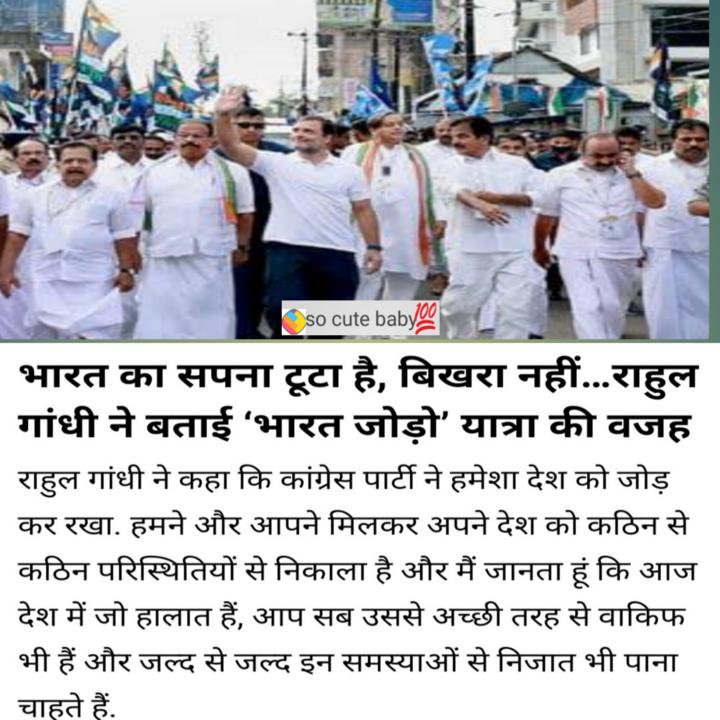 so cute baby💯
भारत का सपना टूटा है, बिखरा नहीं...राहुल
गांधी ने बताई ‘भारत जोड़ो’ यात्रा की वजह
राहुल गांधी ने कहा कि कांग्रेस पार्टी ने हमेशा देश को जोड़
कर रखा. हमने और आपने मिलकर अपने देश को कठिन से
कठिन परिस्थितियों से निकाला है और मैं जानता हूं कि आज
देश में जो हालात हैं, आप सब उससे अच्छी तरह से वाकिफ
भी हैं और जल्द से जल्द इन समस्याओं से निजात भी पाना
चाहते हैं.